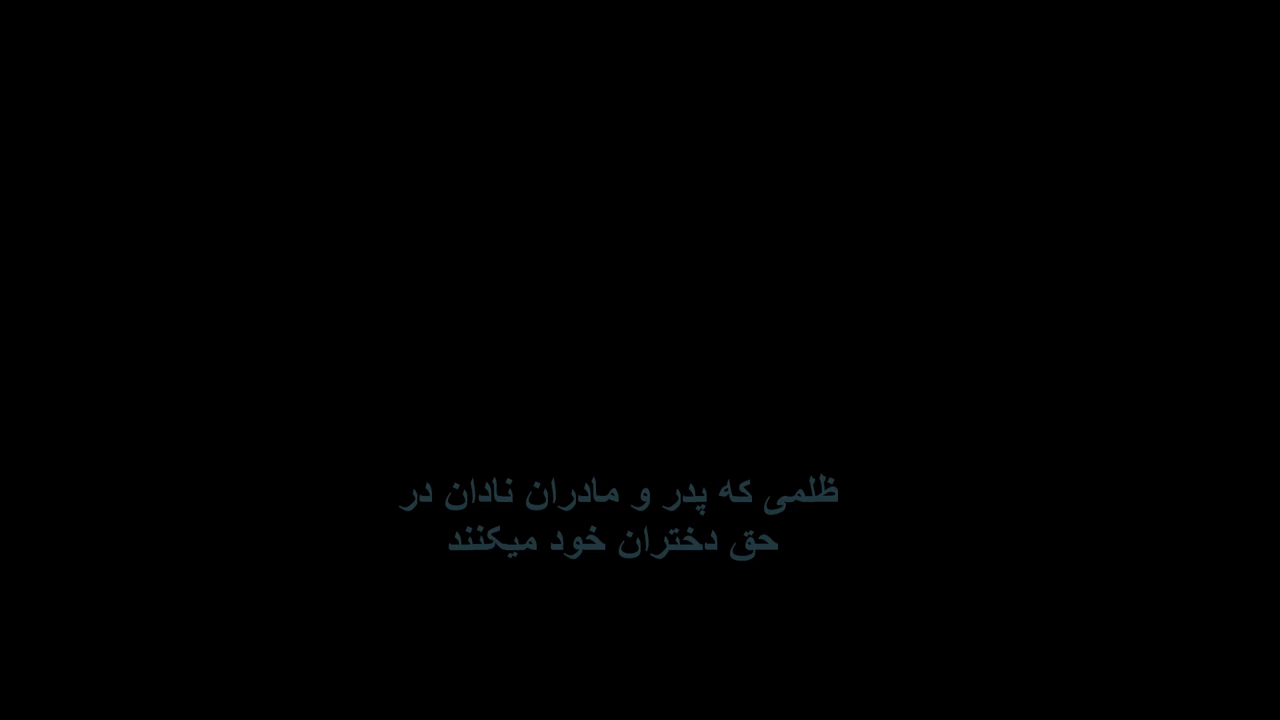 ظلمی که پدر و مادران نادان در
حق دختران خود میکنند